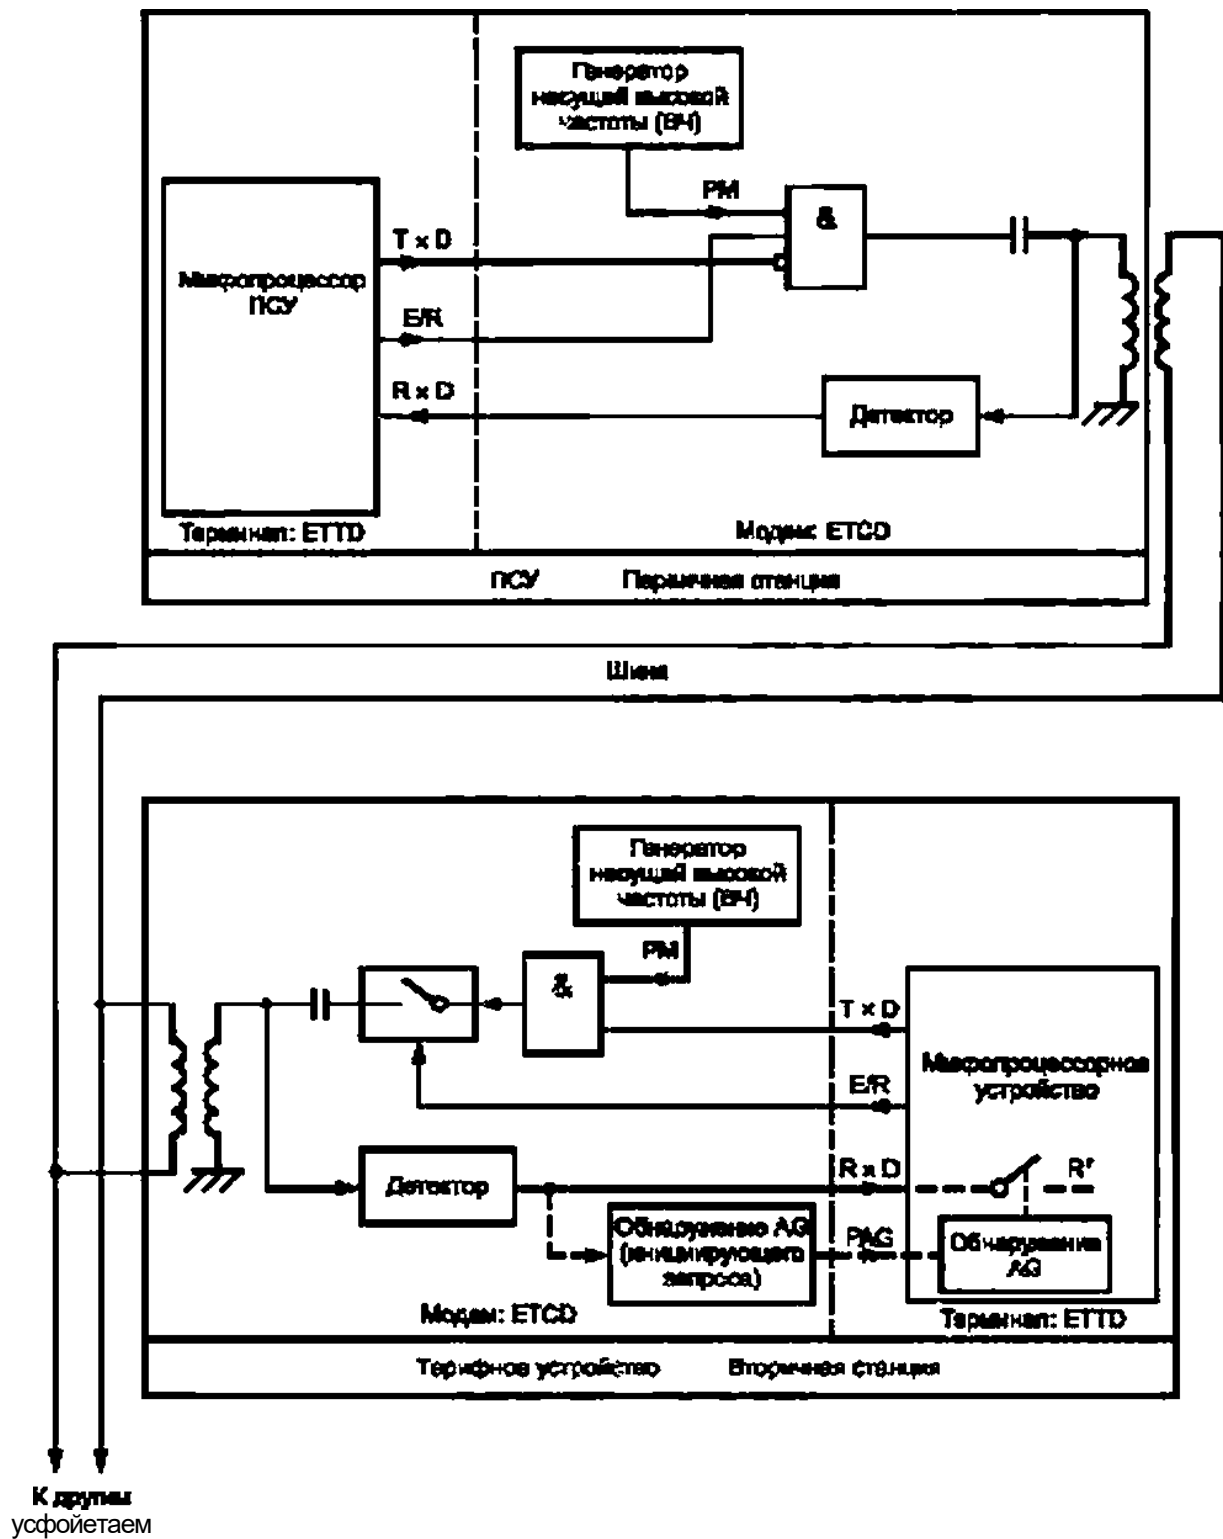 Генератор
несущей высокой
частоты (ВЧ)
PM
&
T × D
Микропроцессор
ПСУ
E/R
R × D
Детектор
Терминал: ETTD
Модем: ETCD
ПСУ Первичная станция
Шина
Генератор
несущей высокой
частоты (ВЧ)
PM
&
T × D
Микропроцессорное
устройство
E/R
R × D
R'
Детектор
Обнаружение AG
(инициирующего
запроса)
PAG
Обнаружение
AG
Модем: ETCD
Терминал: ETTD
Тарифное устройство Вторичная станция
К другим
усфойетаем